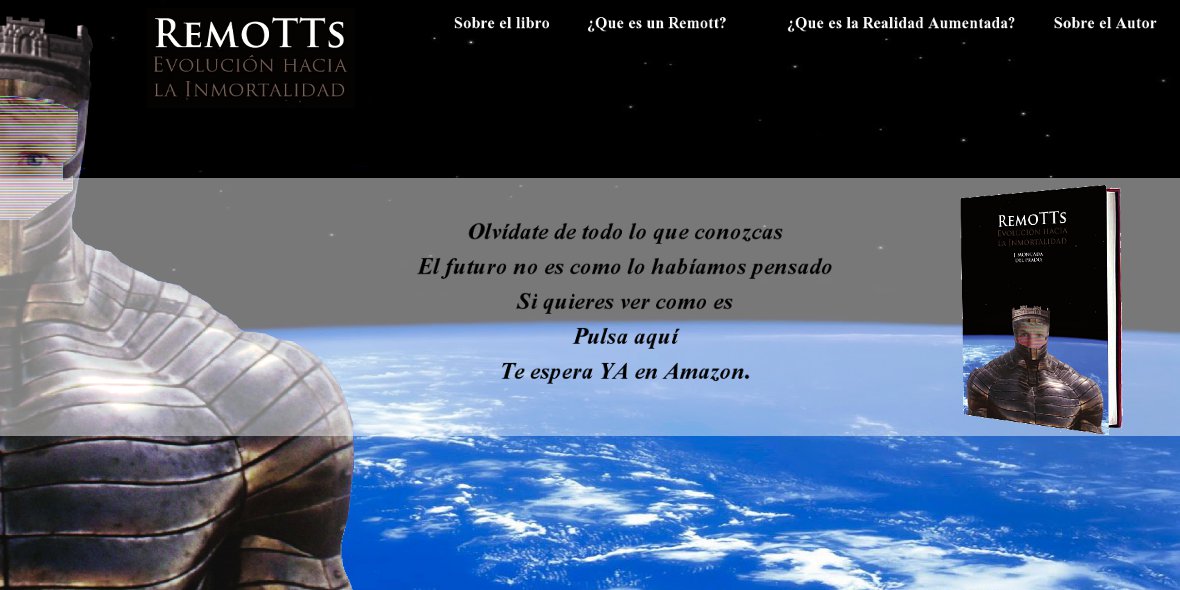 REMOTTS
EVOLUCIÓN HACIA
LA INMORTALIDAD
Sobre el libro
¿Que es un Remott?
¿Que es la Realidad Aumentada?
Sobre el Autor
Olvídate de todo lo que conozcas
El futuro no es como lo habíamos pensado
Si quieres ver como es
Pulsa aquí
Te espera YA en Amazon.
REMOTTS
EVOLUCIÓN HACIA
LA INMORTALIDAD
J. MONCADA
DEL PRADO